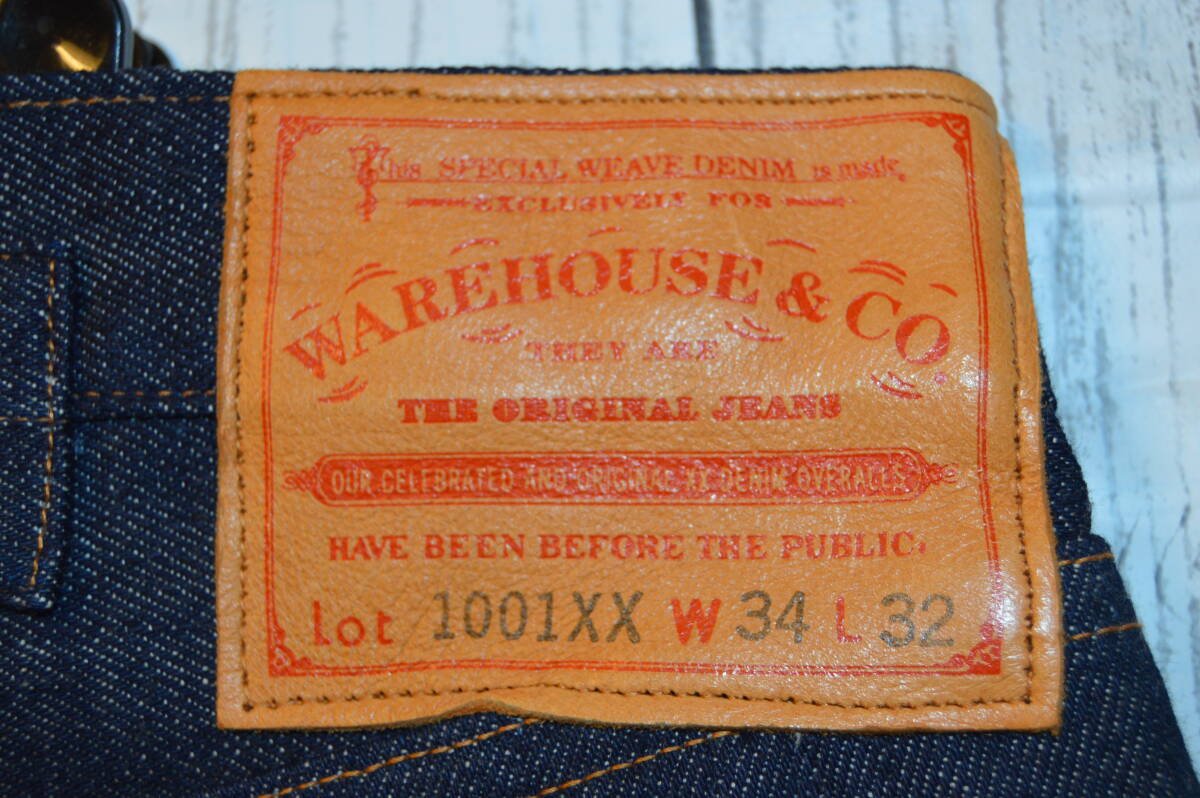 This SPECIAL WEAVE DENIM is made
EXCLUSIVELY FOR
WAREHOUSE & CO.
THEY ARE
THE ORIGINAL JEANS
OUR CELEBRATED AND ORIGINAL XX DENIM OVERALLS
HAVE BEEN BEFORE THE PUBLIC.
Lot 1001XX W 34 L 32